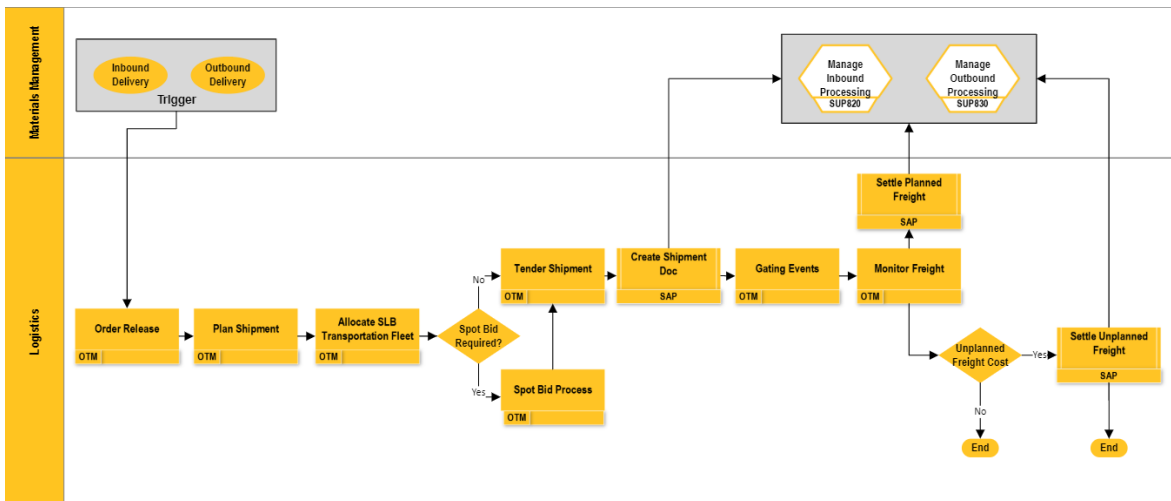 Materials Management
Inbound
Delivery
Outbound
Delivery
Trigger
Manage
Inbound
Processing
SUP820
Manage
Outbound
Processing
SUP830
Logistics
Order Release
OTM
Plan Shipment
OTM
Allocate SLB
Transportation Fleet
OTM
Spot Bid
Required?
No
Yes
Tender Shipment
OTM
Spot Bid Process
OTM
Create Shipment
Doc
SAP
Gating Events
OTM
Settle Planned
Freight
SAP
Monitor Freight
OTM
Unplanned
Freight Cost
Yes
No
End
Settle Unplanned
Freight
SAP
End